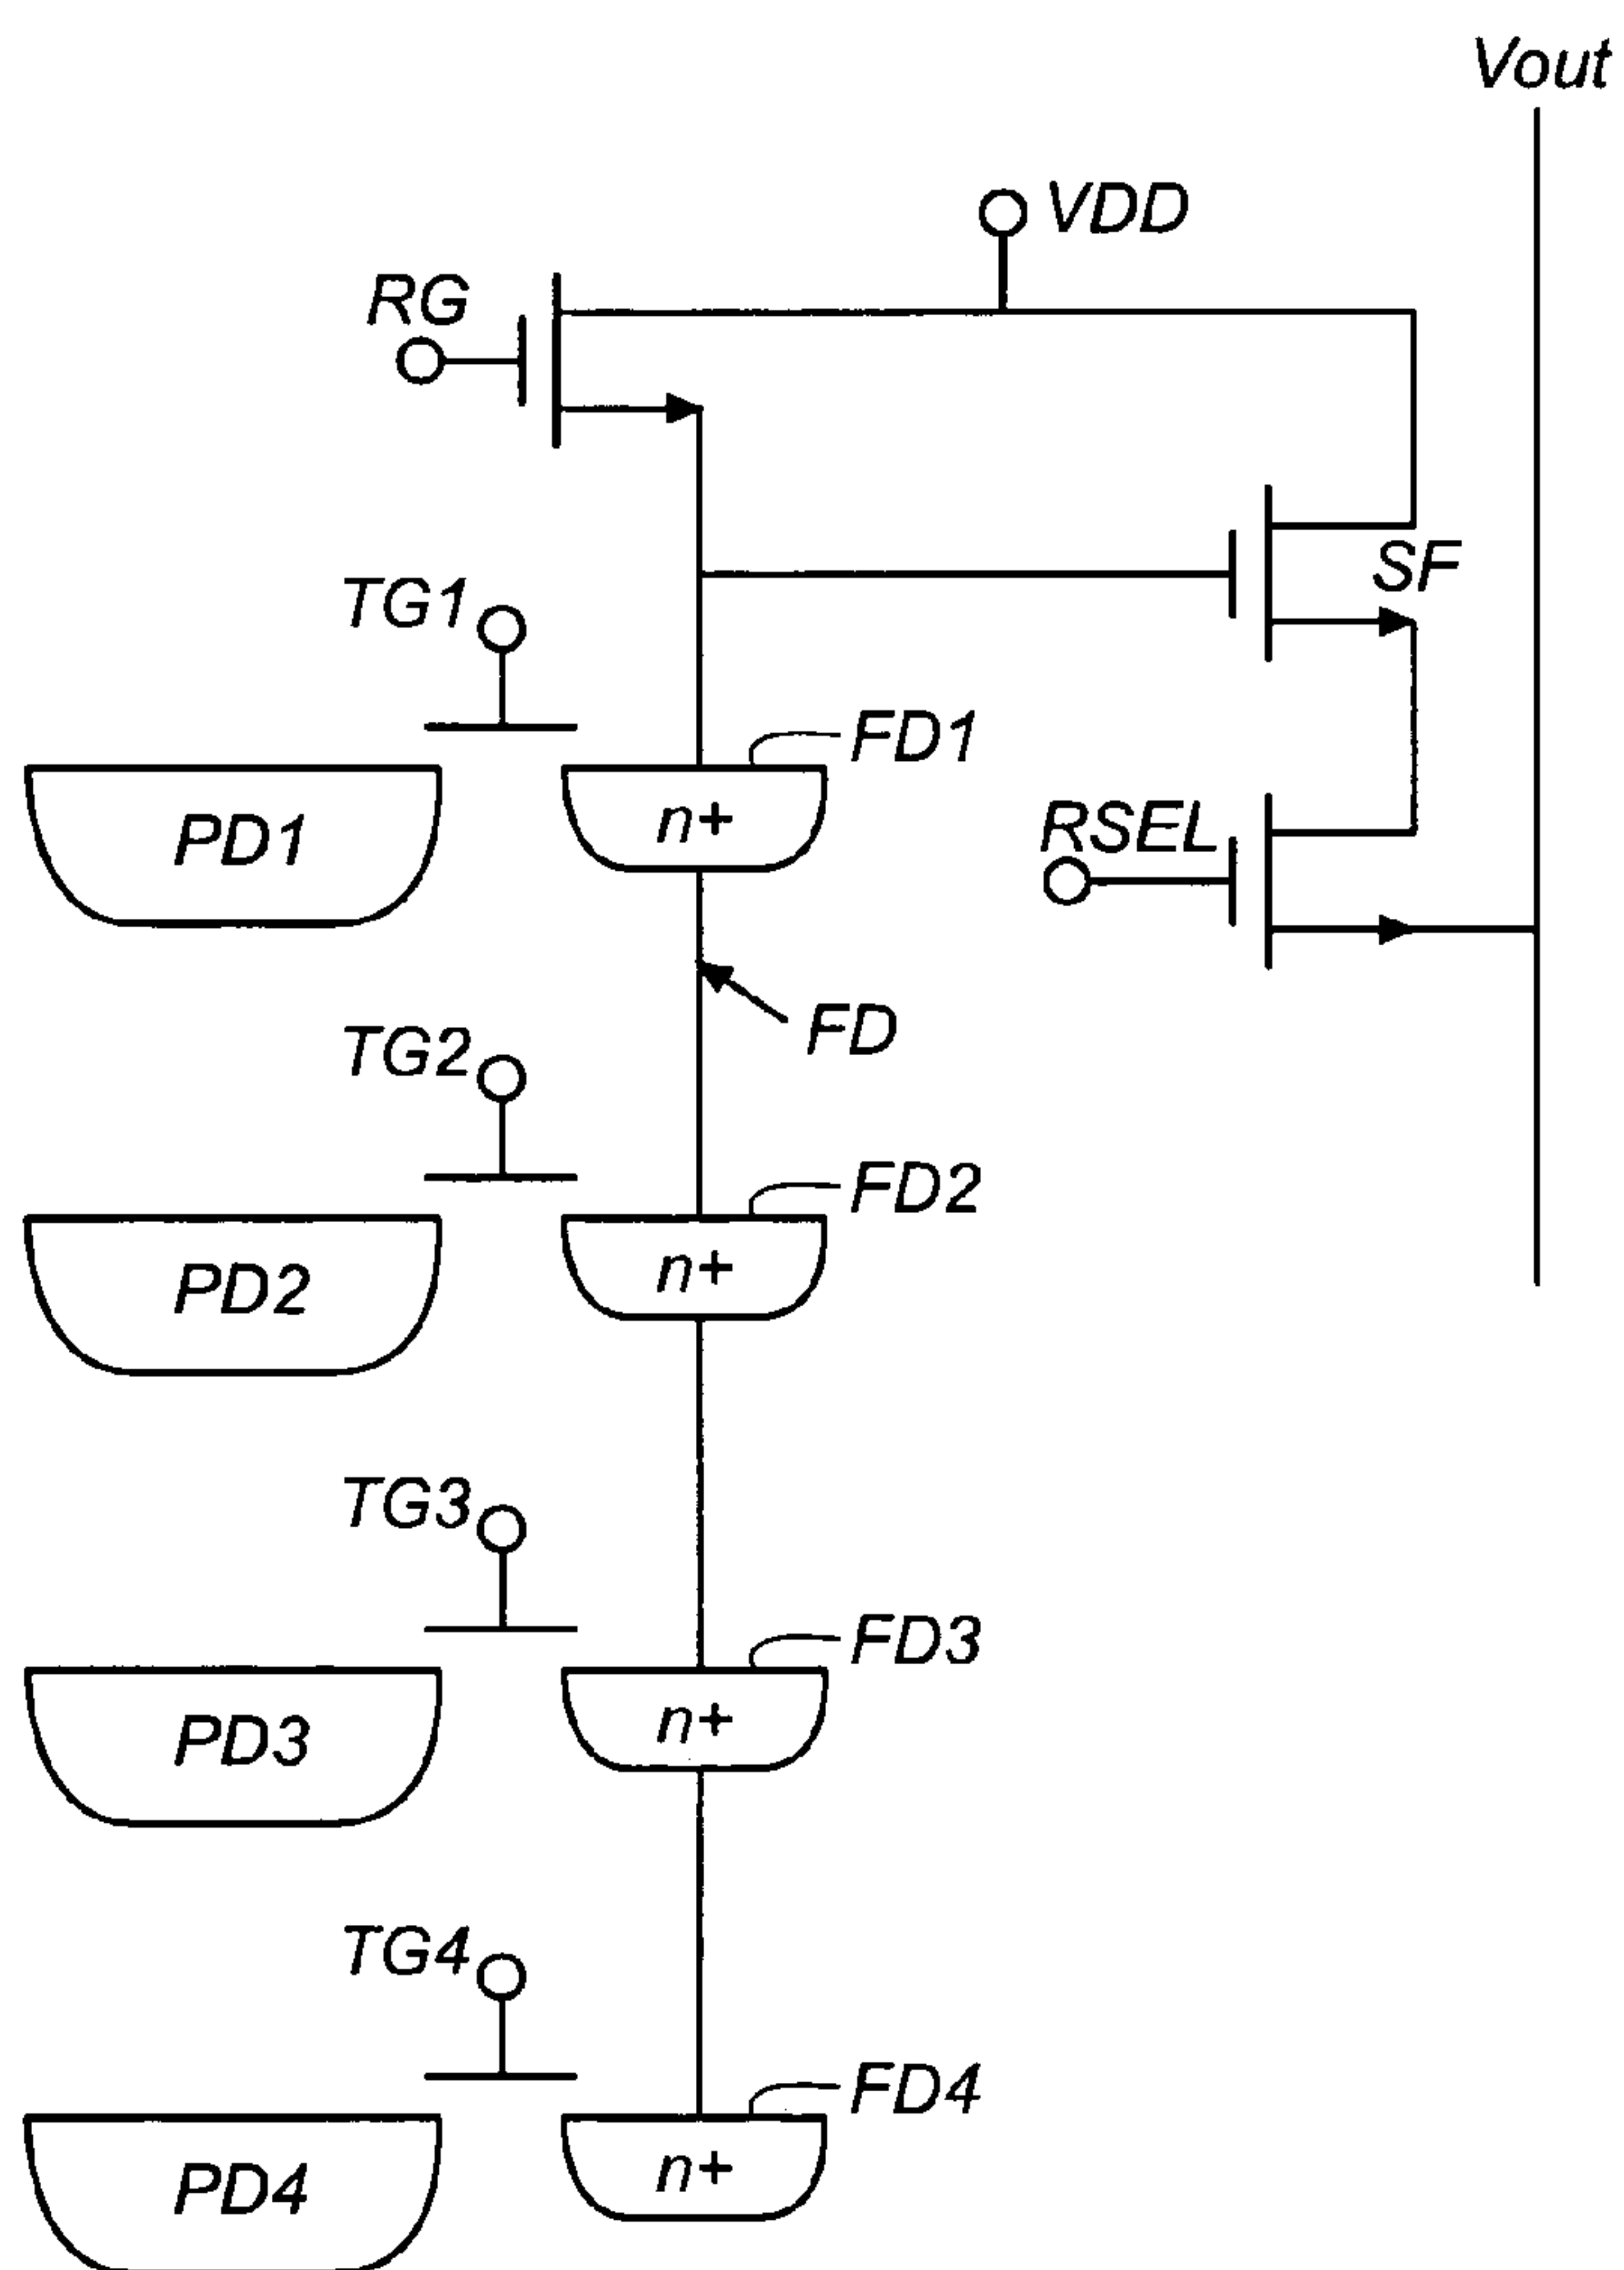 Vout
VDD
RG
SF
TG1
FD1
PD1
n+
RSEL
FD
TG2
FD2
PD2
n+
TG3
FD3
PD3
n+
TG4
FD4
PD4
n+